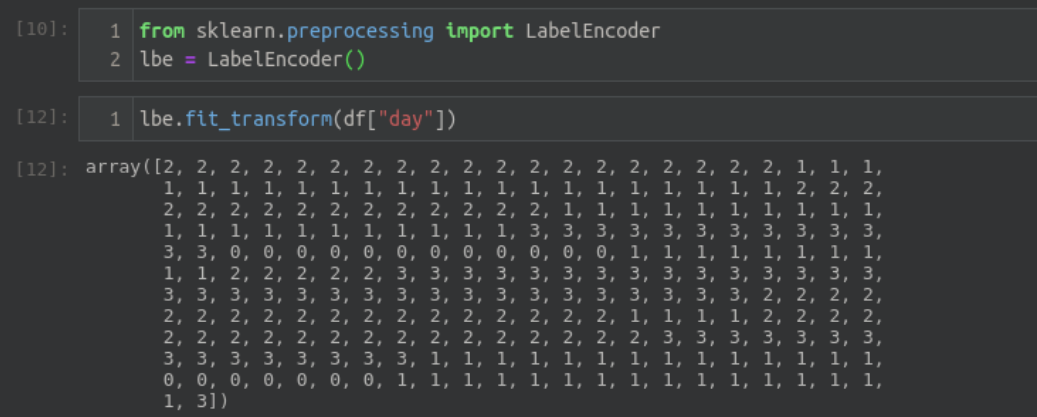 [10]:
1 from sklearn.preprocessing import LabelEncoder
2 lbe = LabelEncoder()
[12]:
1 lbe.fit_transform(df["day"])
[12]: array([2, 2, 2, 2, 2, 2, 2, 2, 2, 2, 2, 2, 2, 2, 2, 2, 2, 2, 2, 1, 1, 1,
1, 1, 1, 1, 1, 1, 1, 1, 1, 1, 1, 1, 1, 1, 1, 1, 1, 1, 1, 2, 2, 2,
2, 2, 2, 2, 2, 2, 2, 2, 2, 2, 2, 2, 1, 1, 1, 1, 1, 1, 1, 1, 1, 1,
1, 1, 1, 1, 1, 1, 1, 1, 1, 1, 1, 3, 3, 3, 3, 3, 3, 3, 3, 3, 3, 3,
3, 3, 0, 0, 0, 0, 0, 0, 0, 0, 0, 0, 0, 0, 1, 1, 1, 1, 1, 1, 1, 1,
1, 1, 2, 2, 2, 2, 2, 3, 3, 3, 3, 3, 3, 3, 3, 3, 3, 3, 3, 3, 3, 3,
3, 3, 3, 3, 3, 3, 3, 3, 3, 3, 3, 3, 3, 3, 3, 3, 3, 3, 2, 2, 2, 2,
2, 2, 2, 2, 2, 2, 2, 2, 2, 2, 2, 2, 2, 2, 1, 1, 1, 1, 2, 2, 2, 2,
2, 2, 2, 2, 2, 2, 2, 2, 2, 2, 2, 2, 2, 2, 2, 3, 3, 3, 3, 3, 3, 3,
3, 3, 3, 3, 3, 3, 3, 3, 1, 1, 1, 1, 1, 1, 1, 1, 1, 1, 1, 1, 1, 1,
0, 0, 0, 0, 0, 0, 0, 1, 1, 1, 1, 1, 1, 1, 1, 1, 1, 1, 1, 1, 1, 1,
1, 3])